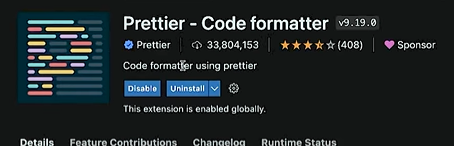 Prettier - Code formatter v9.19.0
Prettier 33,804,153 (408) Sponsor
Code formatter using prettier
Disable Uninstall
This extension is enabled globally.
Details Feature Contributions Changelog Runtime Status